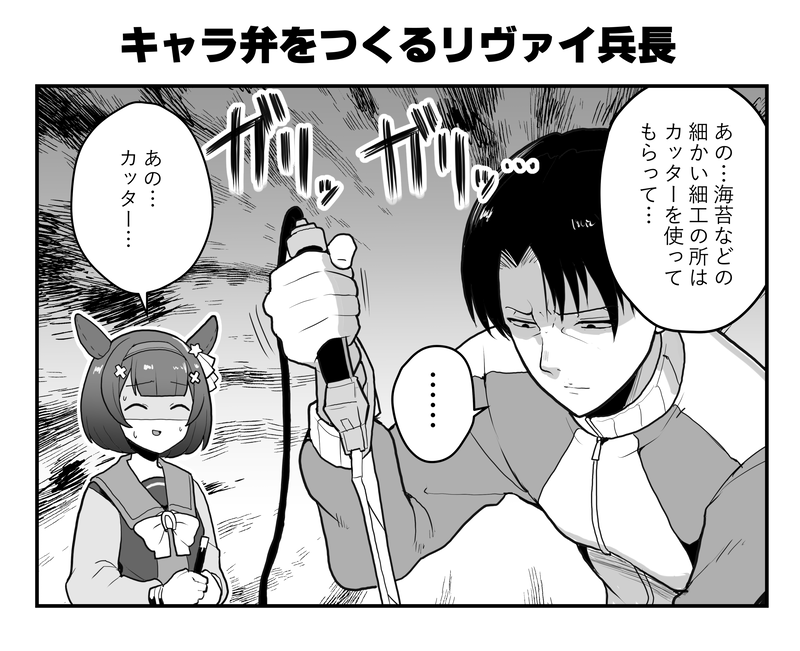 キャラ弁をつくるリヴァイ兵長
あの…海苔などの
細かい細工の所は
カッターを使って
もらって…
ガリッ…
ガリッ
……
あの…
カッター…